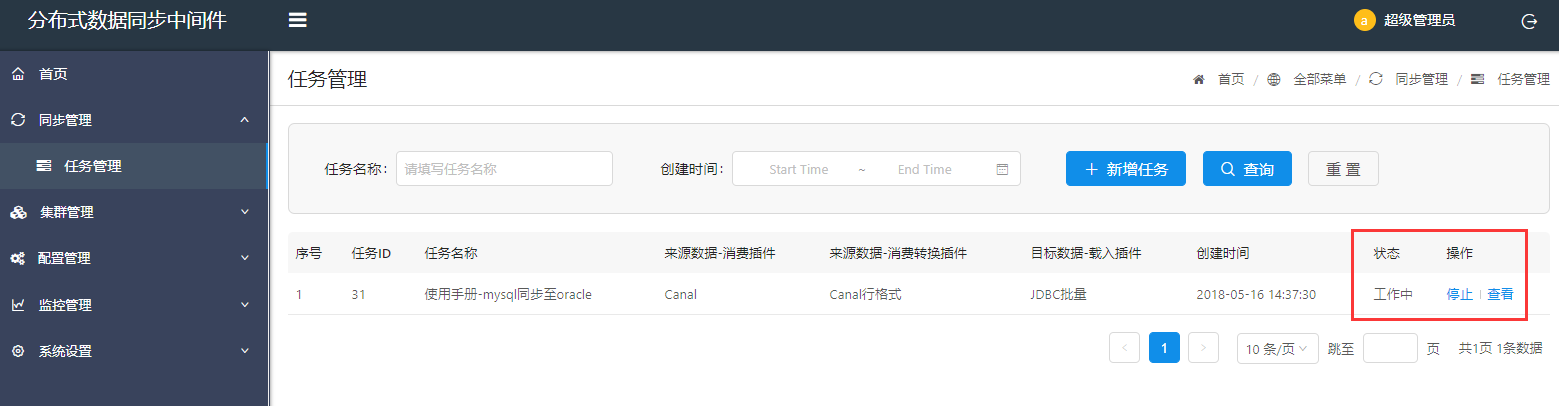 分布式数据同步中间件
a 超级管理员
首页
同步管理
任务管理
集群管理
配置管理
监控管理
系统设置
任务管理
首页 / 全部菜单 / 同步管理 / 任务管理
任务名称: 请填写任务名称 创建时间: Start Time ~ End Time + 新增任务 查询 重 置
序号 任务ID 任务名称 来源数据-消费插件 来源数据-消费转换插件 目标数据-载入插件 创建时间 状态 操作
1 31 使用手册-mysql同步至oracle Canal Canal行格式 JDBC批量 2018-05-16 14:37:30 工作中 停止 | 查看
< 1 > 10 条/页 跳至 页 共1页 1条数据